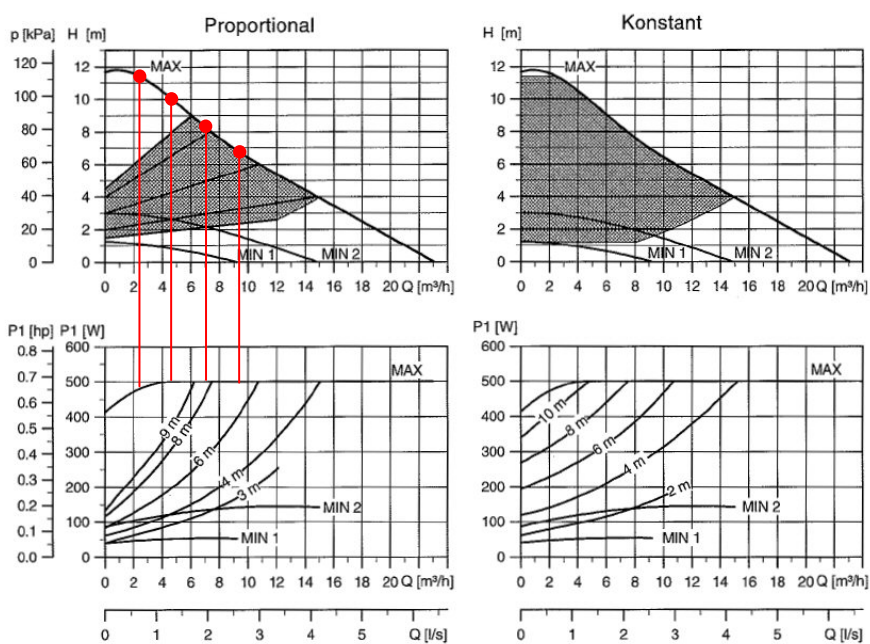 Proportional
Konstant
p [kPa] H [m]
H [m]
120
100
80
60
40
20
0
12
10
8
6
4
2
0
MAX
MIN 1
MIN 2
0 2 4 6 8 10 12 14 16 20 Q [m³/h]
12
10
8
6
4
2
0
MAX
MIN 1
MIN 2
0 2 4 6 8 10 12 14 16 20 Q [m³/h]
P1 [hp] P1 [W]
P1 [W]
0.8
0.7
0.6
0.5
0.4
0.3
0.2
0.1
0.0
600
500
400
300
200
100
0
MAX
9 m
8 m
6 m
4 m
3 m
MIN 2
MIN 1
0 2 4 6 8 10 12 14 16 20 Q [m³/h]
0 1 2 3 4 5 Q [l/s]
600
500
400
300
200
100
0
MAX
10 m
8 m
6 m
4 m
2 m
MIN 2
MIN 1
0 2 4 6 8 10 12 14 16 20 Q [m³/h]
0 1 2 3 4 5 Q [l/s]